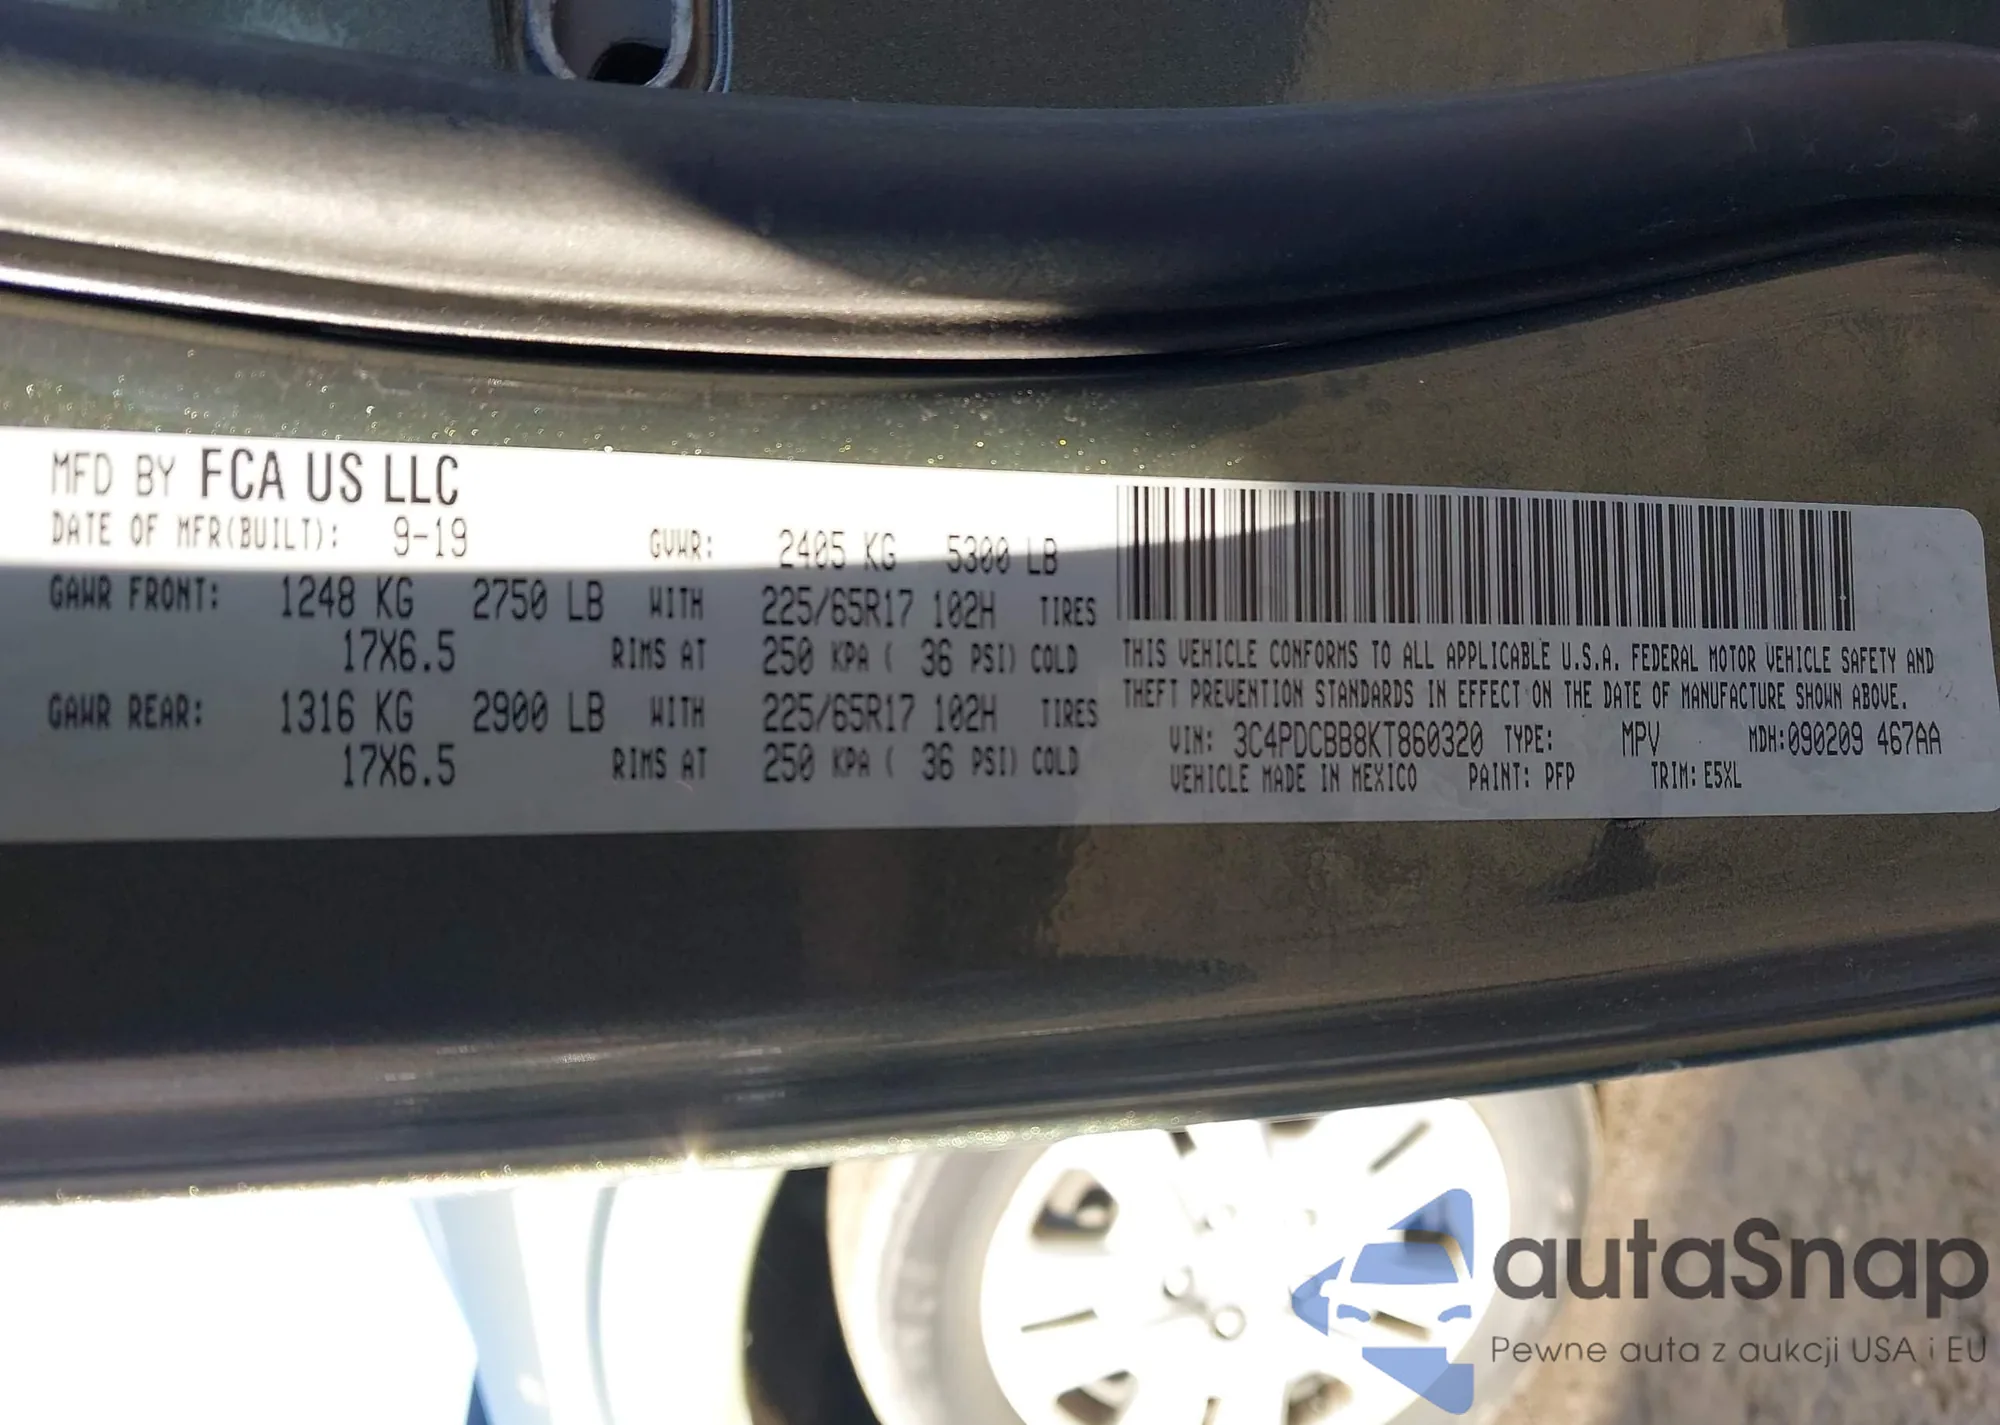 MFD BY FCA US LLC
DATE OF MFR(BUILT): 9-19 GVWR: 2405 KG 5300 LB
GAWR FRONT: 1248 KG 2750 LB WITH 225/65R17 102H TIRES
17X6.5 RIMS AT 250 KPA ( 36 PSI) COLD
GAWR REAR: 1316 KG 2900 LB WITH 225/65R17 102H TIRES
17X6.5 RIMS AT 250 KPA ( 36 PSI) COLD
THIS VEHICLE CONFORMS TO ALL APPLICABLE U.S.A. FEDERAL MOTOR VEHICLE SAFETY AND
THEFT PREVENTION STANDARDS IN EFFECT ON THE DATE OF MANUFACTURE SHOWN ABOVE.
VIN: 3C4PDCBB8KT860320 TYPE: MPV MDH:090209 467AA
VEHICLE MADE IN MEXICO PAINT: PFP TRIM: E5XL
autaSnap
Pewne auta z aukcji USA i EU